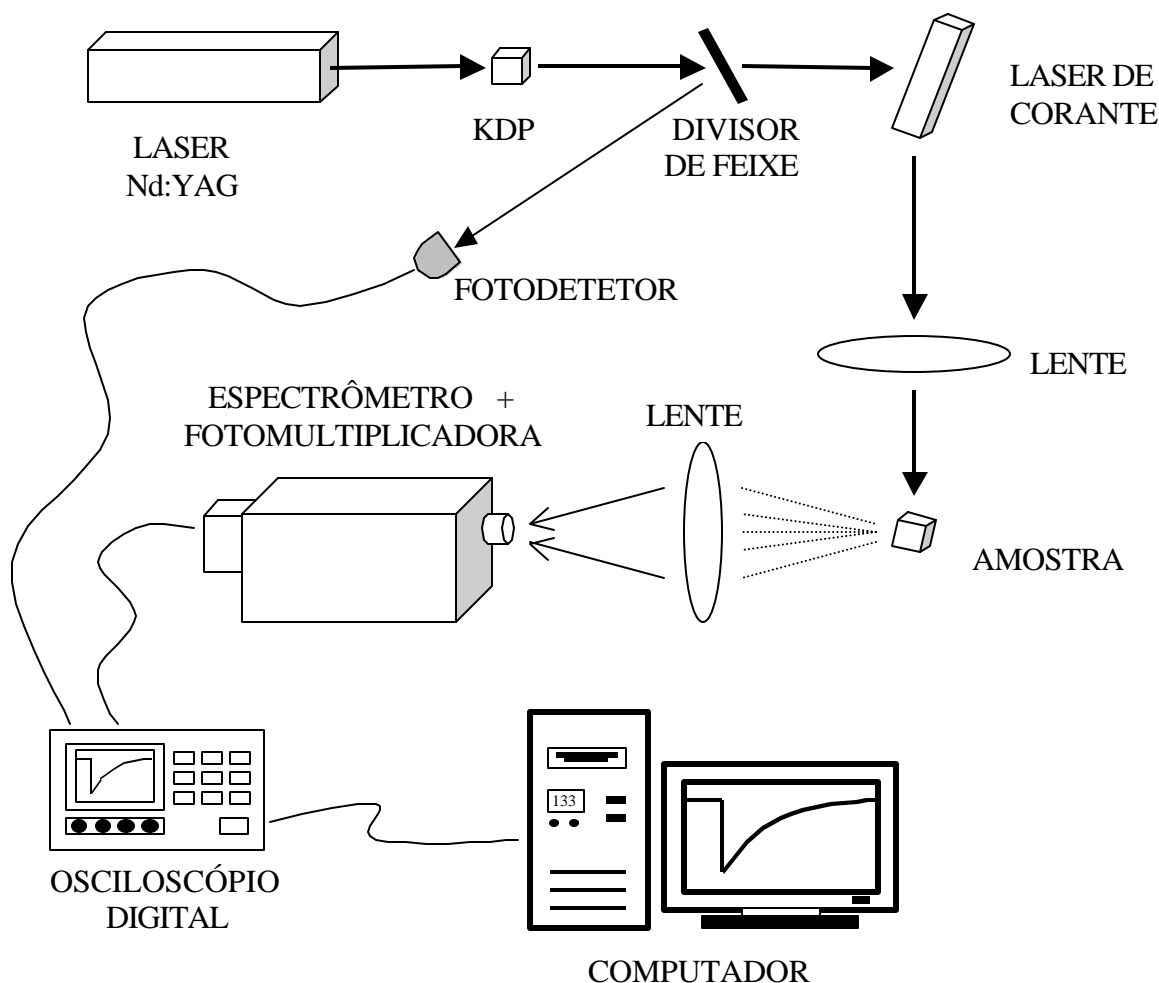 LASER DE
CORANTE
KDP
DIVISOR
DE FEIXE
LASER
Nd:YAG
FOTODETETOR
LENTE
ESPECTRÔMETRO +
FOTOMULTIPLICADORA
LENTE
AMOSTRA
133
OSCILOSCÓPIO
DIGITAL
COMPUTADOR